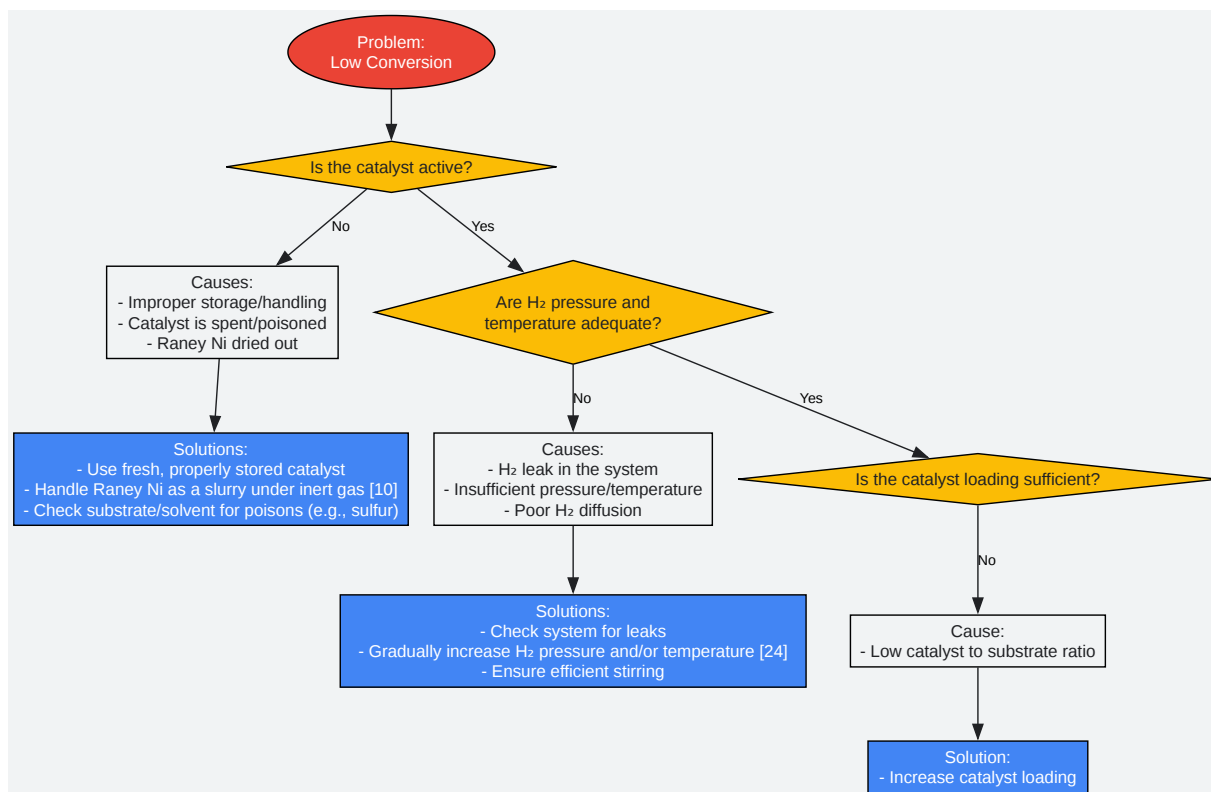 Problem:
Low Conversion
Is the catalyst active?
No
Yes
Causes:
- Improper storage/handling
- Catalyst is spent/poisoned
- Raney Ni dried out
Are H₂ pressure and
temperature adequate?
No
Yes
Solutions:
- Use fresh, properly stored catalyst
- Handle Raney Ni as a slurry under inert gas [10]
- Check substrate/solvent for poisons (e.g., sulfur)
Causes:
- H₂ leak in the system
- Insufficient pressure/temperature
- Poor H₂ diffusion
Is the catalyst loading sufficient?
No
Solutions:
- Check system for leaks
- Gradually increase H₂ pressure and/or temperature [24]
- Ensure efficient stirring
Cause:
- Low catalyst to substrate ratio
Solution:
- Increase catalyst loading